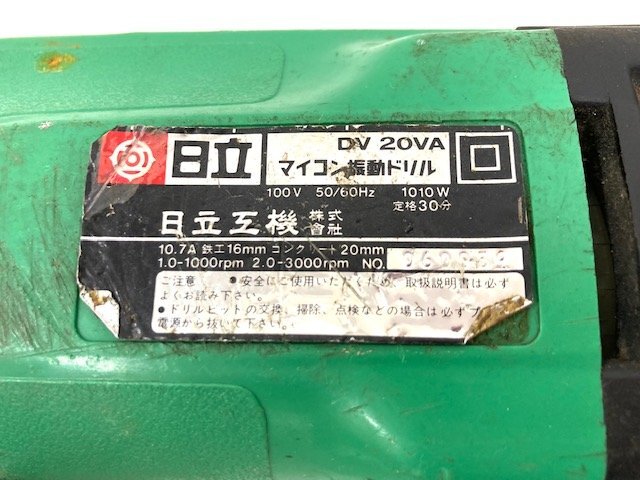 日立 DV 20VA
マイコン振動ドリル
100V 50/60Hz 1010W
定格30分
日立工機 株式會社
10.7A 鉄工16mm コンクリート20mm
1.0-1000rpm 2.0-3000rpm NO.
ご注意 ●安全にご使用いただくため、取扱説明書は必ず
よくお読み下さい。
●ドリルビットの交換、掃除、点検などの場合は必ずプ
電源から抜いて下さい。